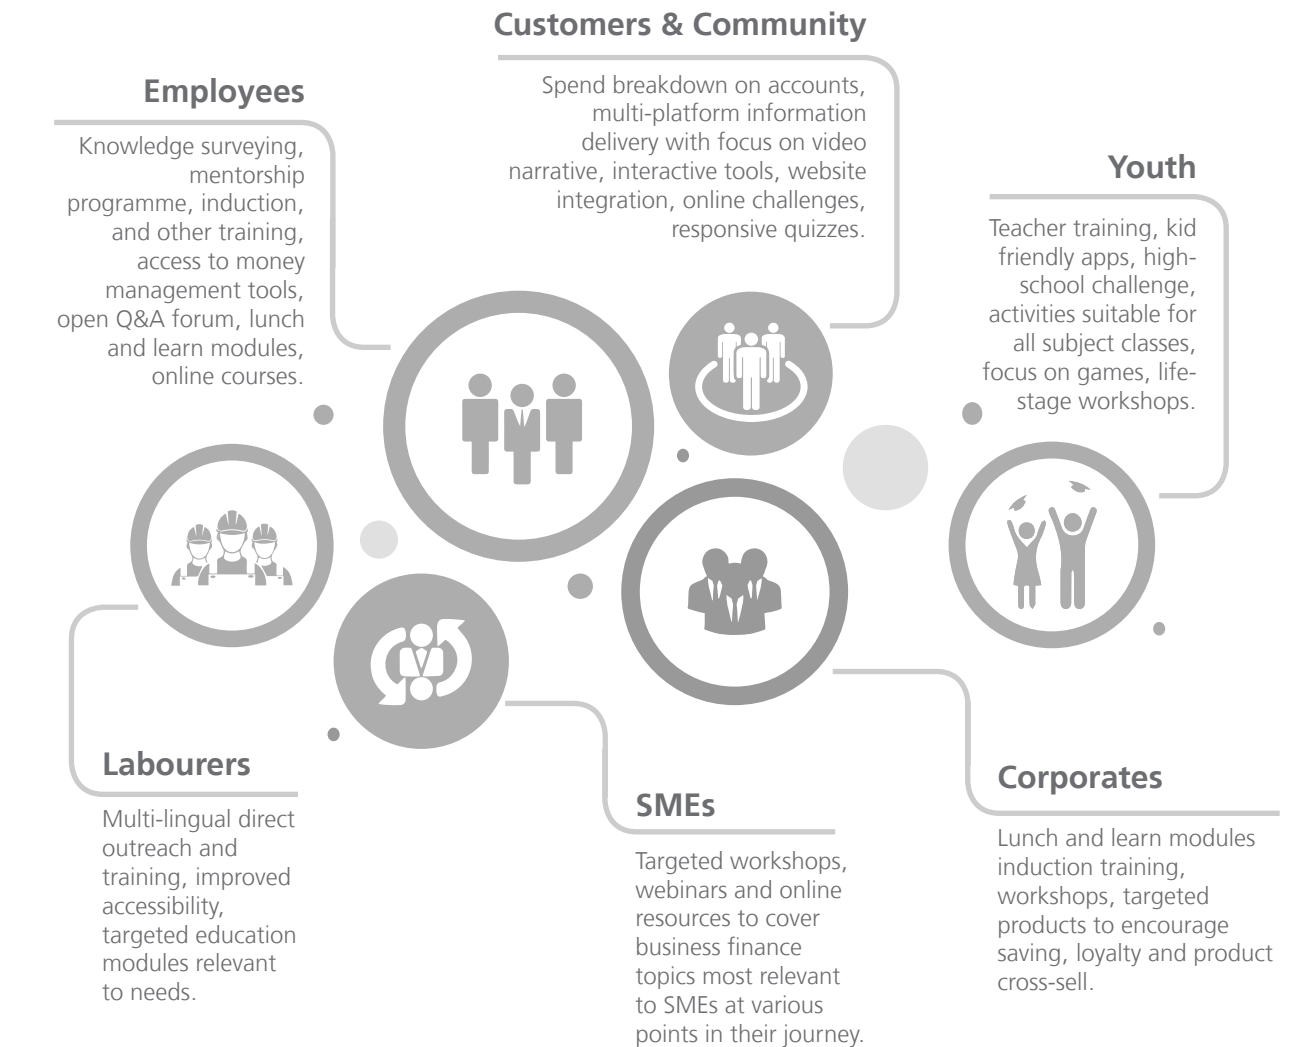 Customers & Community
Spend breakdown on accounts,
multi-platform information
delivery with focus on video
narrative, interactive tools, website
integration, online challenges,
responsive quizzes.
Employees
Knowledge surveying,
mentorship
programme, induction,
and other training,
access to money
management tools,
open Q&A forum, lunch
and learn modules,
online courses.
Youth
Teacher training, kid
friendly apps, high-
school challenge,
activities suitable for
all subject classes,
focus on games, life-
stage workshops.
Labourers
Multi-lingual direct
outreach and
training, improved
accessibility,
targeted education
modules relevant
to needs.
SMEs
Targeted workshops,
webinars and online
resources to cover
business finance
topics most relevant
to SMEs at various
points in their journey.
Corporates
Lunch and learn modules
induction training,
workshops, targeted
products to encourage
saving, loyalty and product
cross-sell.